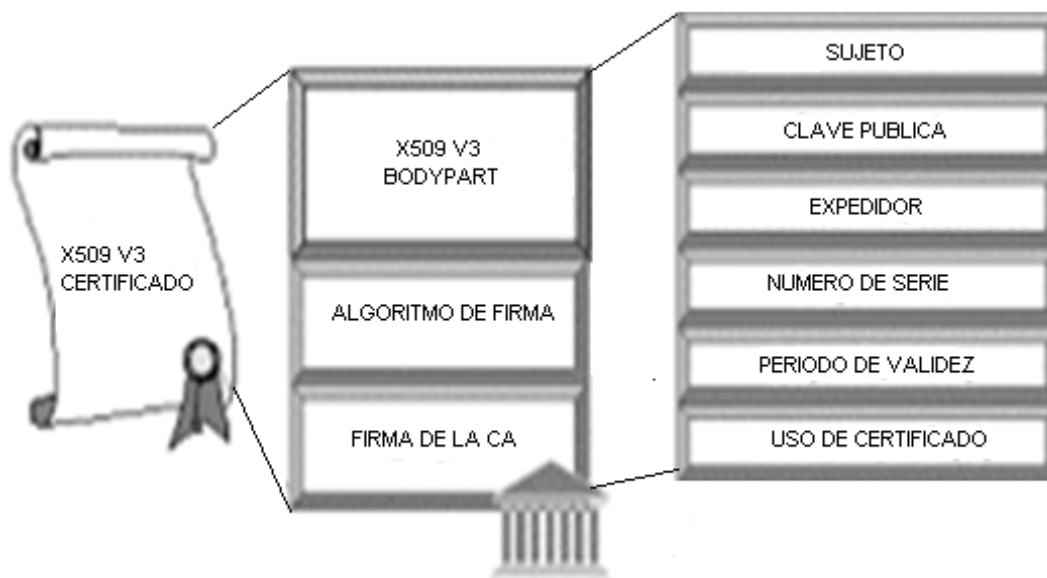 X509 V3
CERTIFICADO
X509 V3
BODYPART
ALGORITMO DE FIRMA
FIRMA DE LA CA
SUJETO
CLAVE PUBLICA
EXPEDIDOR
NUMERO DE SERIE
PERIODO DE VALIDEZ
USO DE CERTIFICADO